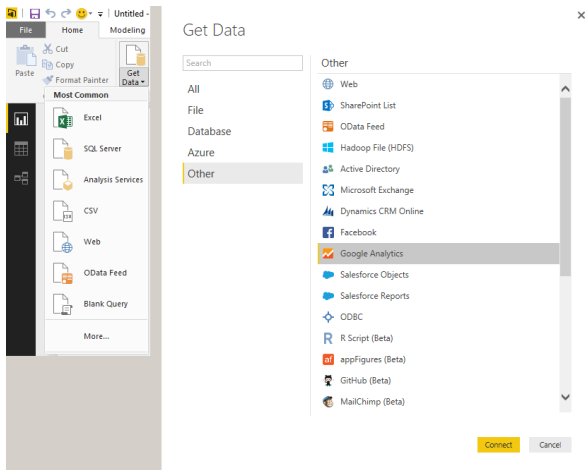 Untitled -
File Home Modeling
Paste
Cut
Copy
Format Painter
Get
Data
Most Common
Excel
SQL Server
Analysis Services
CSV
Web
OData Feed
Blank Query
More...
Get Data
Search
All
File
Database
Azure
Other
Other
Web
SharePoint List
OData Feed
Hadoop File (HDFS)
Active Directory
Microsoft Exchange
Dynamics CRM Online
Facebook
Google Analytics
Salesforce Objects
Salesforce Reports
ODBC
R Script (Beta)
af appFigures (Beta)
GitHub (Beta)
MailChimp (Beta)
Connect Cancel